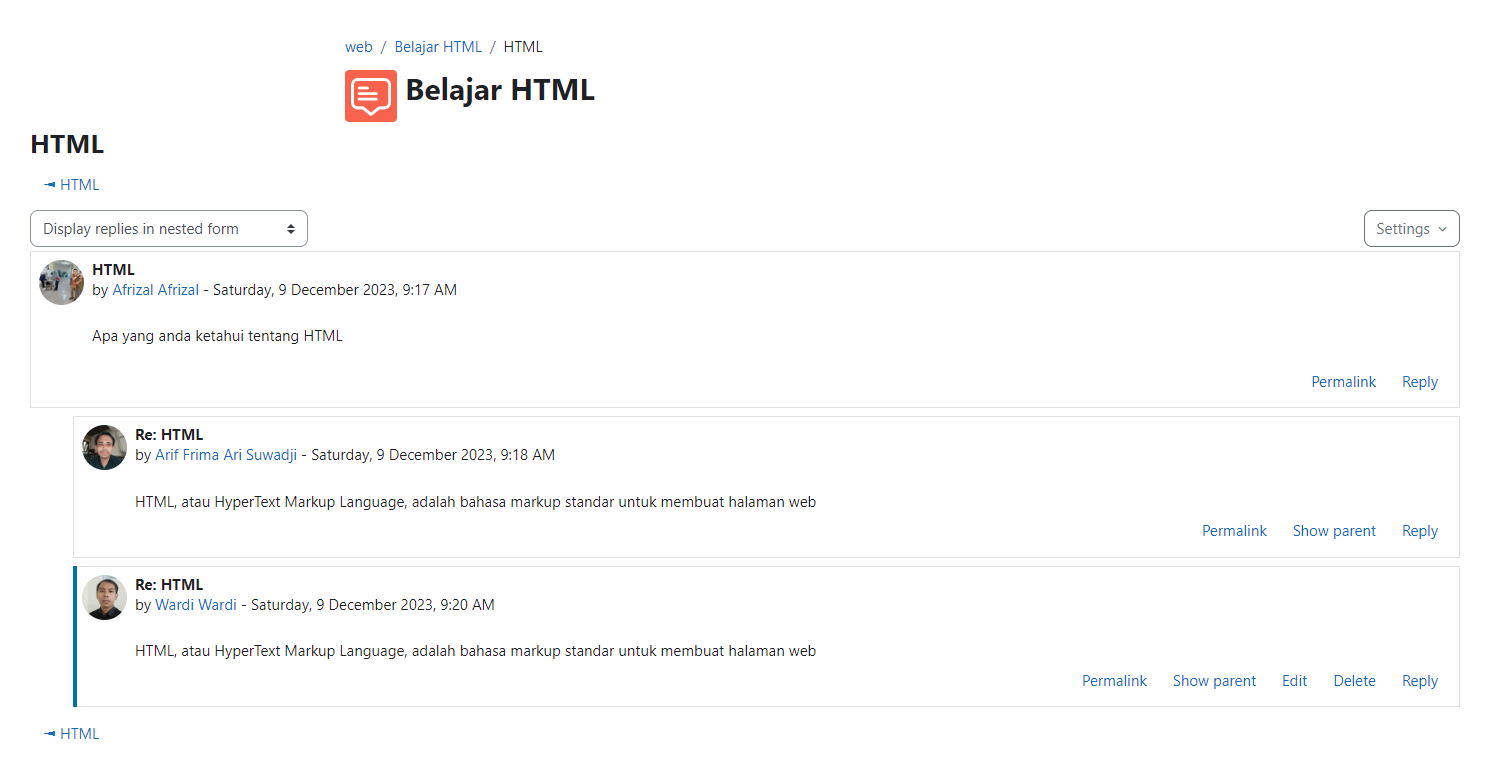 web / Belajar HTML / HTML
Belajar HTML
HTML
HTML
Display replies in nested form
Settings
HTML
by Afrizal Afrizal - Saturday, 9 December 2023, 9:17 AM
Apa yang anda ketahui tentang HTML
Permalink Reply
Re: HTML
by Arif Frima Ari Suwadji - Saturday, 9 December 2023, 9:18 AM
HTML, atau HyperText Markup Language, adalah bahasa markup standar untuk membuat halaman web
Permalink Show parent Reply
Re: HTML
by Wardi Wardi - Saturday, 9 December 2023, 9:20 AM
HTML, atau HyperText Markup Language, adalah bahasa markup standar untuk membuat halaman web
Permalink Show parent Edit Delete Reply
HTML